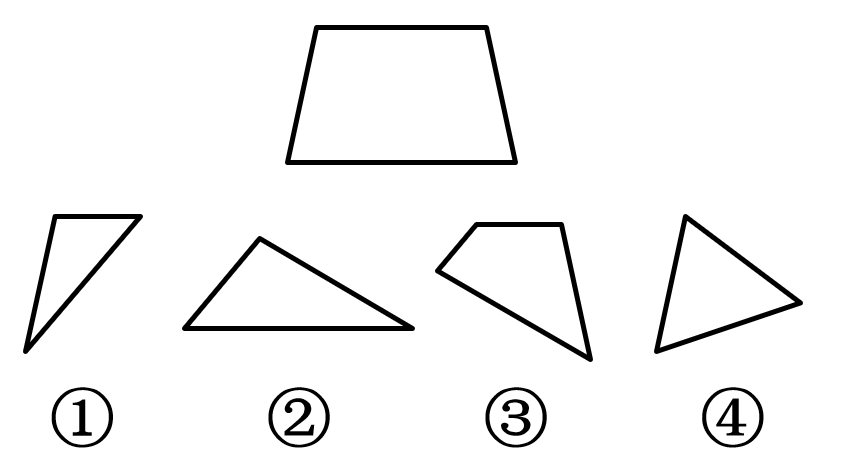 ① ② ③ ④